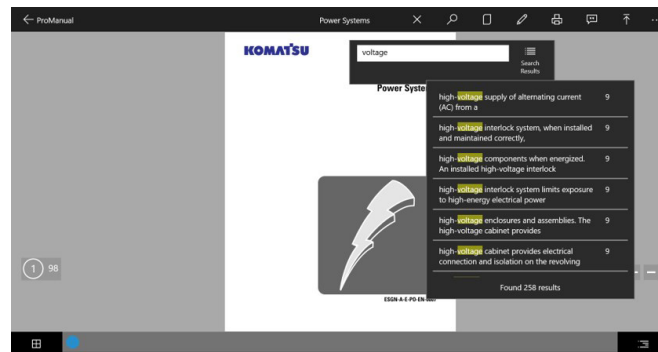 ProManual
Power Systems
KOMATSU
voltage
Search
Results
Power Syste
high-voltage supply of alternating current
(AC) from a
9
high-voltage interlock system, when installed
and maintained correctly,
9
high-voltage components when energized.
An installed high-voltage interlock
9
high-voltage interlock system limits exposure
to high-energy electrical power
9
high-voltage enclosures and assemblies. The
high-voltage cabinet provides
9
high-voltage cabinet provides electrical
connection and isolation on the revolving
9
Found 258 results
1 98